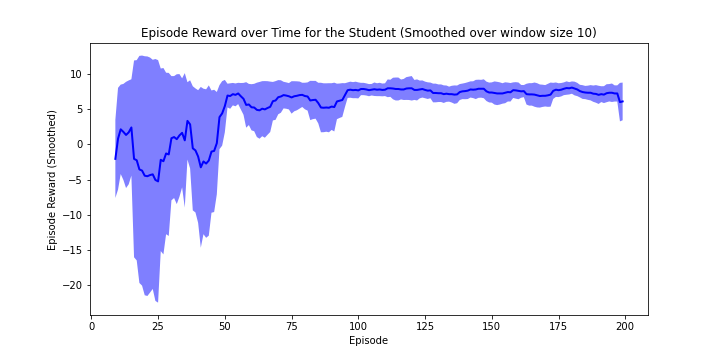 Episode Reward over Time for the Student (Smoothed over window size 10)
Episode Reward (Smoothed)
10
5
0
−5
−10
−15
−20
0 25 50 75 100 125 150 175 200
Episode